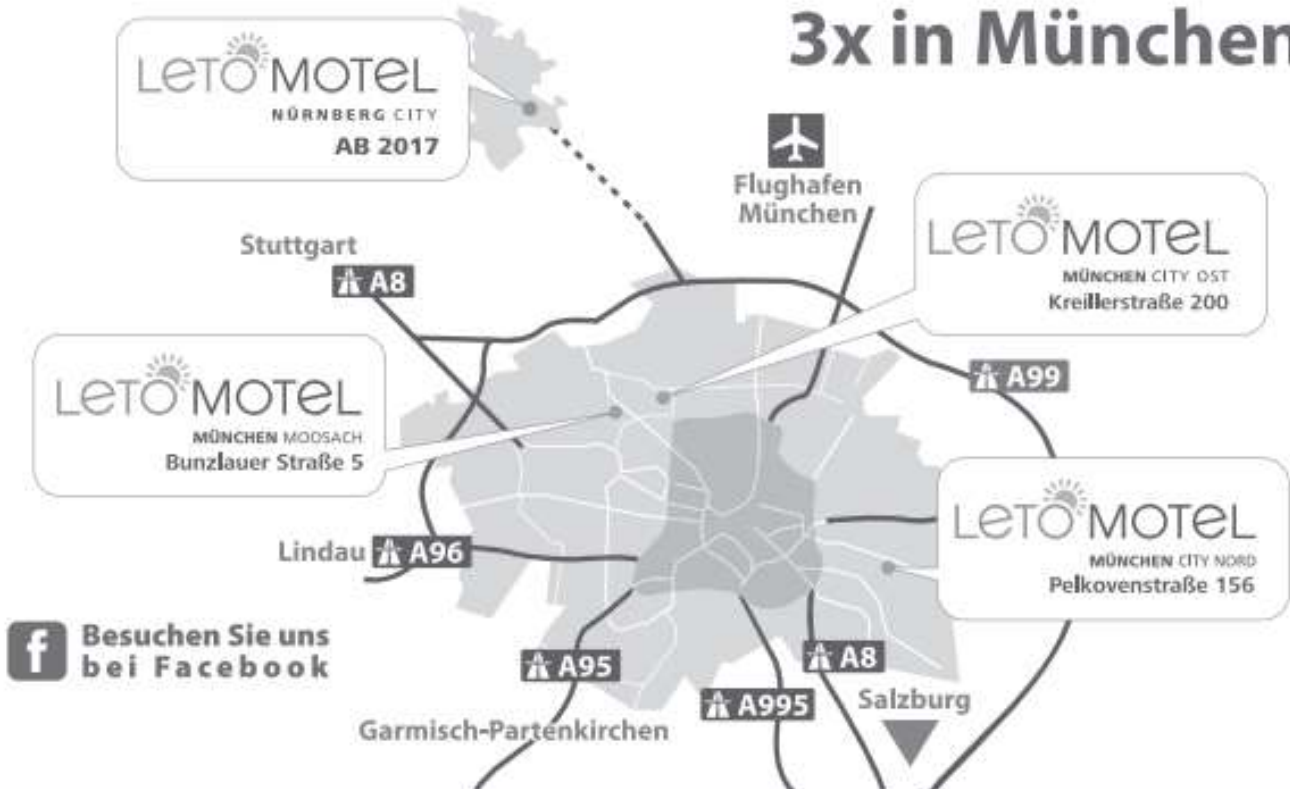 3x in München
LETO MOTEL
NÜRNBERG CITY
AB 2017
Flughafen
München
LETO MOTEL
MÜNCHEN CITY OST
Kreillerstraße 200
Stuttgart
A8
LETO MOTEL
MÜNCHEN MOOSACH
Bunzlauer Straße 5
A99
LETO MOTEL
MÜNCHEN CITY NORD
Pelkovenstraße 156
Lindau A96
f Besuchen Sie uns
bei Facebook
A95
A8
A995
Salzburg
Garmisch-Partenkirchen